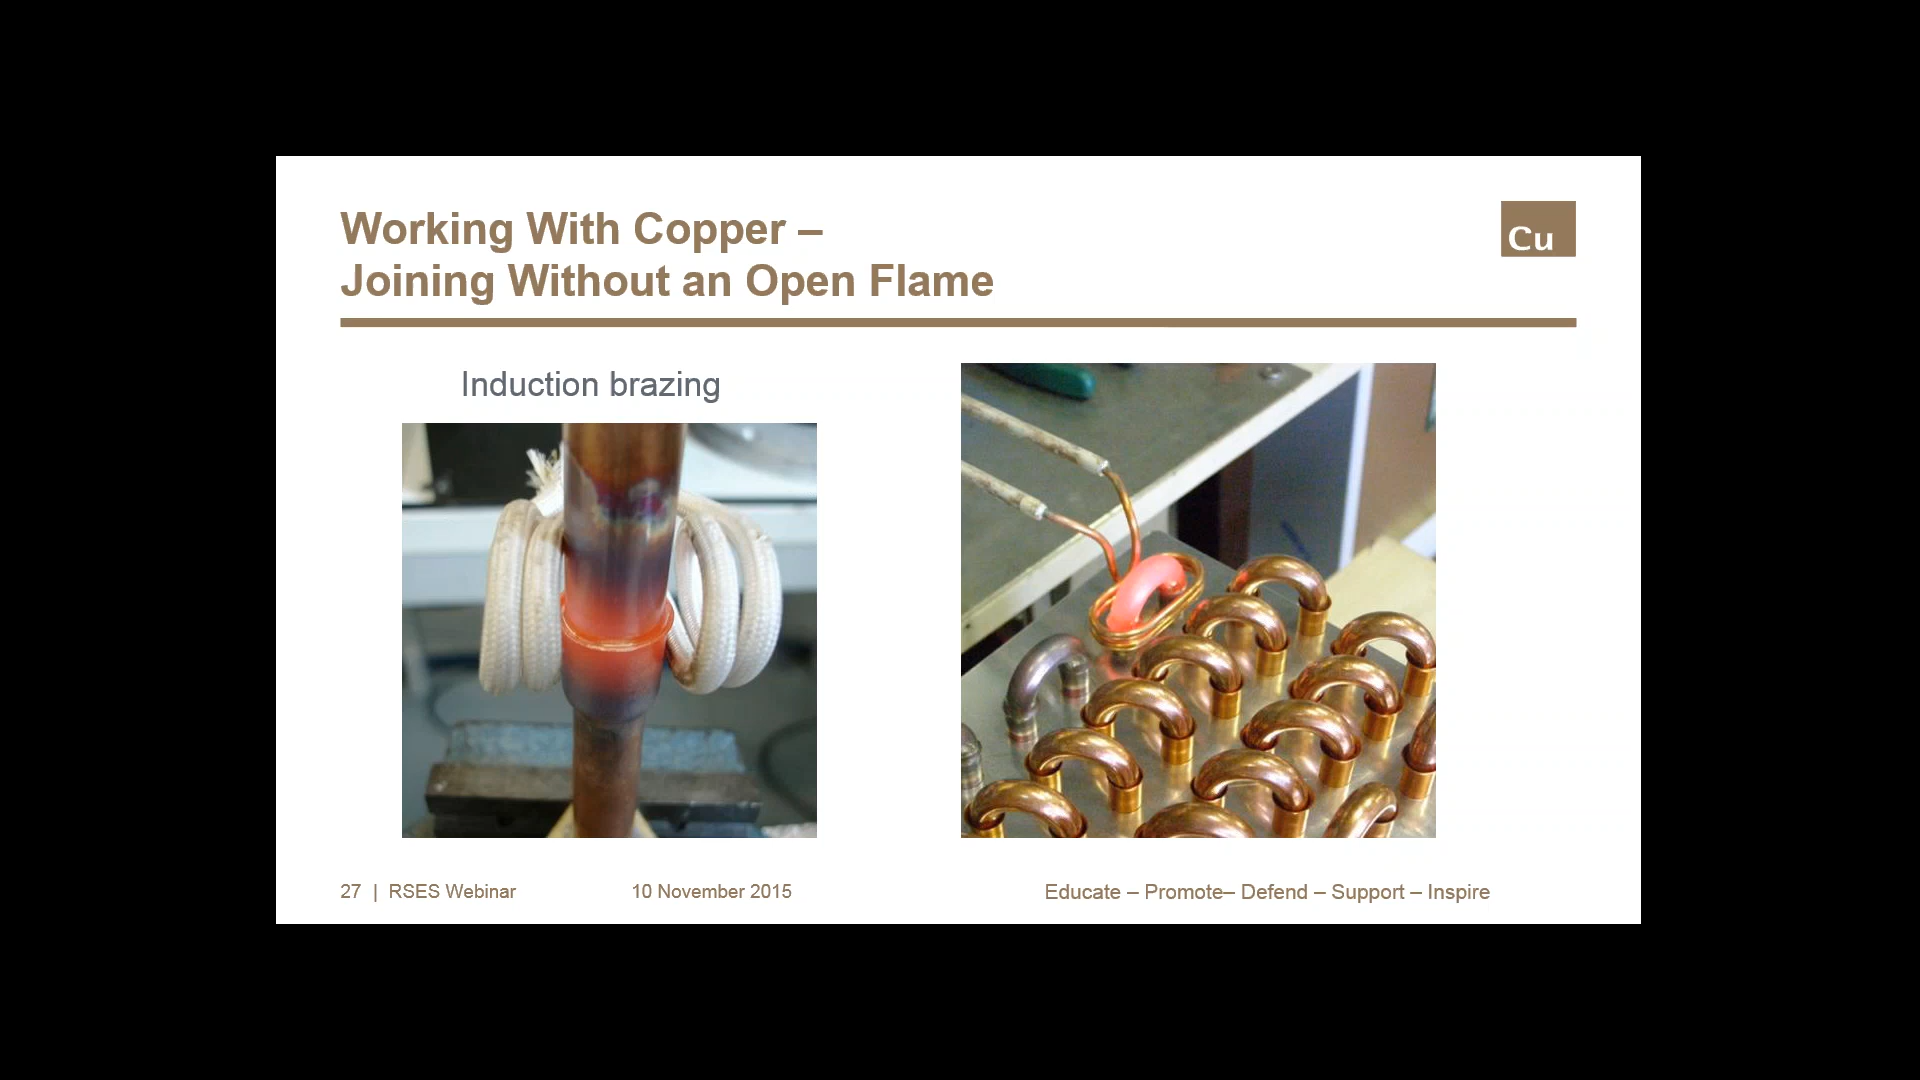 Working With Copper –
Joining Without an Open Flame
Cu
Induction brazing
27 | RSES Webinar
10 November 2015
Educate – Promote– Defend – Support – Inspire